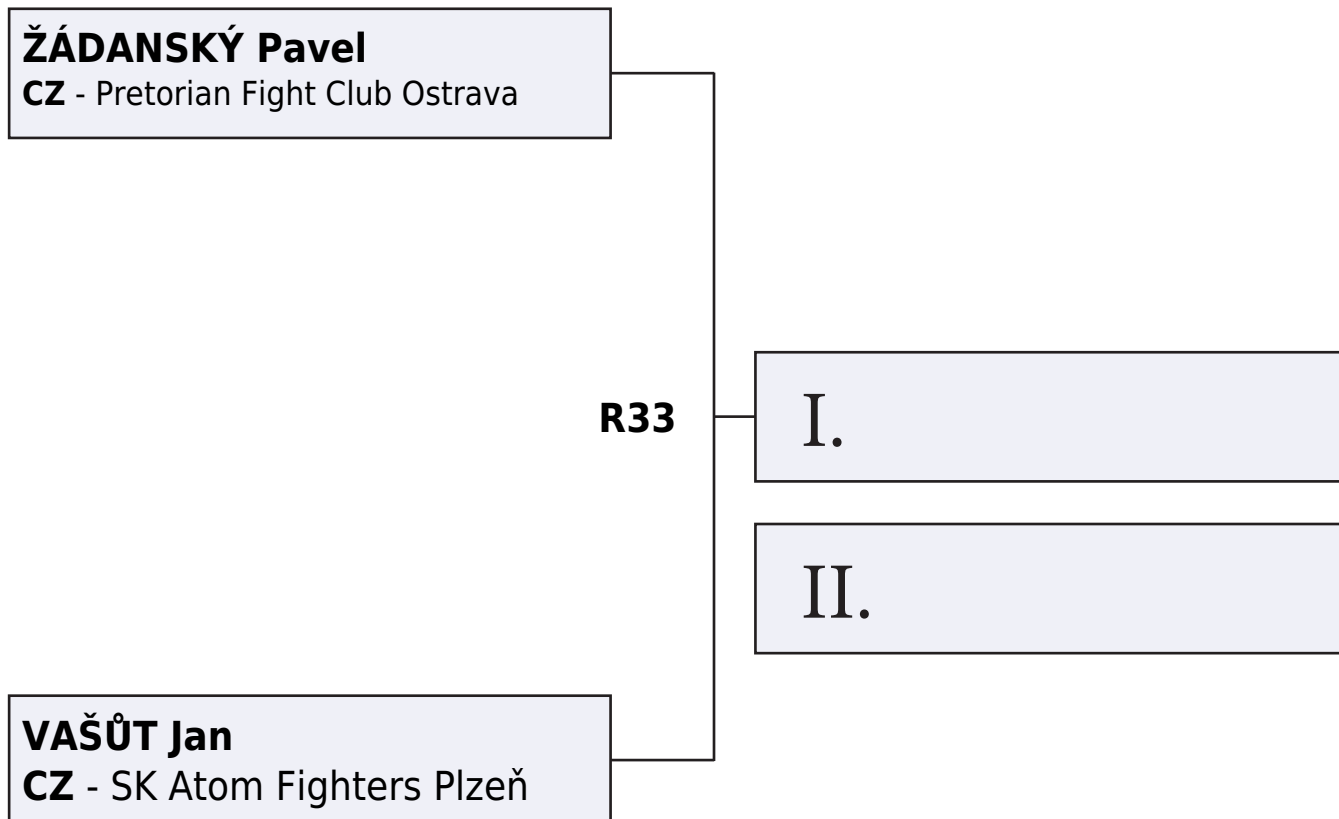 ŽÁDANSKÝ Pavel
CZ - Pretorian Fight Club Ostrava
R33
I.
II.
VAŠŮT Jan
CZ - SK Atom Fighters Plzeň